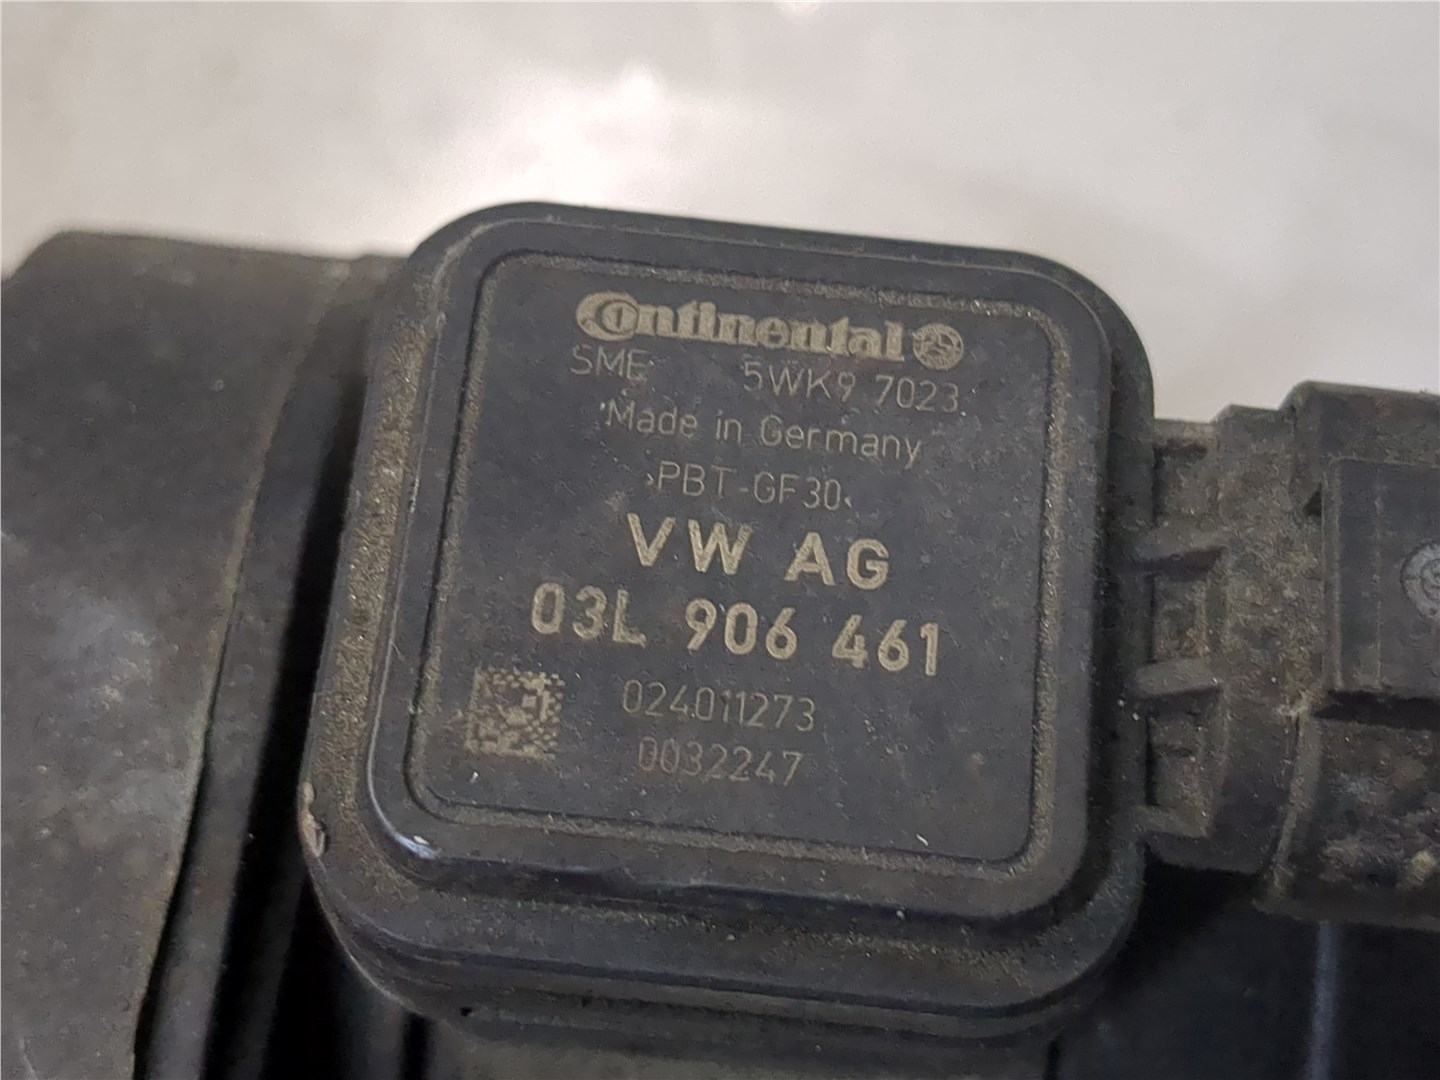 Continental
SME 5WK9 7023
Made in Germany
>PBT-GF30<
VW AG
03L 906 461
024011273
0032247